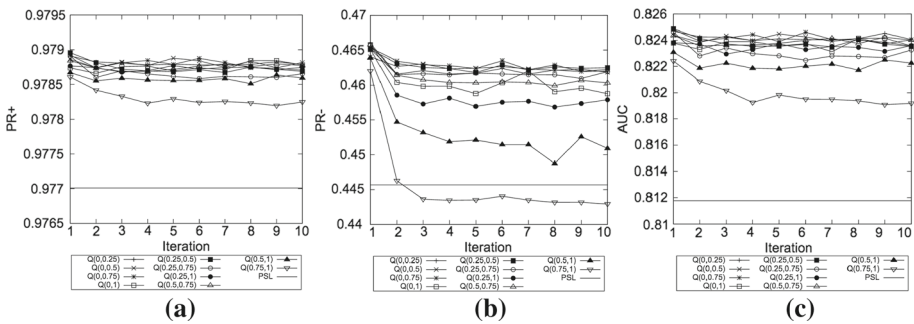 0.9795
0.979
0.9785
0.978
0.9775
0.977
0.9765
PR+
1 2 3 4 5 6 7 8 9 10
Iteration
Q(0,0.25) Q(0.25,0.5) Q(0.5,1)
Q(0,0.5) Q(0.25,0.75) Q(0.75,1)
Q(0,0.75) Q(0.25,1) PSL
Q(0,1) Q(0.5,0.75)
(a)
0.47
0.465
0.46
0.455
0.45
0.445
0.44
PR-
1 2 3 4 5 6 7 8 9 10
Iteration
Q(0,0.25) Q(0.25,0.5) Q(0.5,1)
Q(0,0.5) Q(0.25,0.75) Q(0.75,1)
Q(0,0.75) Q(0.25,1) PSL
Q(0,1) Q(0.5,0.75)
(b)
0.826
0.824
0.822
0.82
0.818
0.816
0.814
0.812
0.81
AUC
1 2 3 4 5 6 7 8 9 10
Iteration
Q(0,0.25) Q(0.25,0.5) Q(0.5,1)
Q(0,0.5) Q(0.25,0.75) Q(0.75,1)
Q(0,0.75) Q(0.25,1) PSL
Q(0,1) Q(0.5,0.75)
(c)